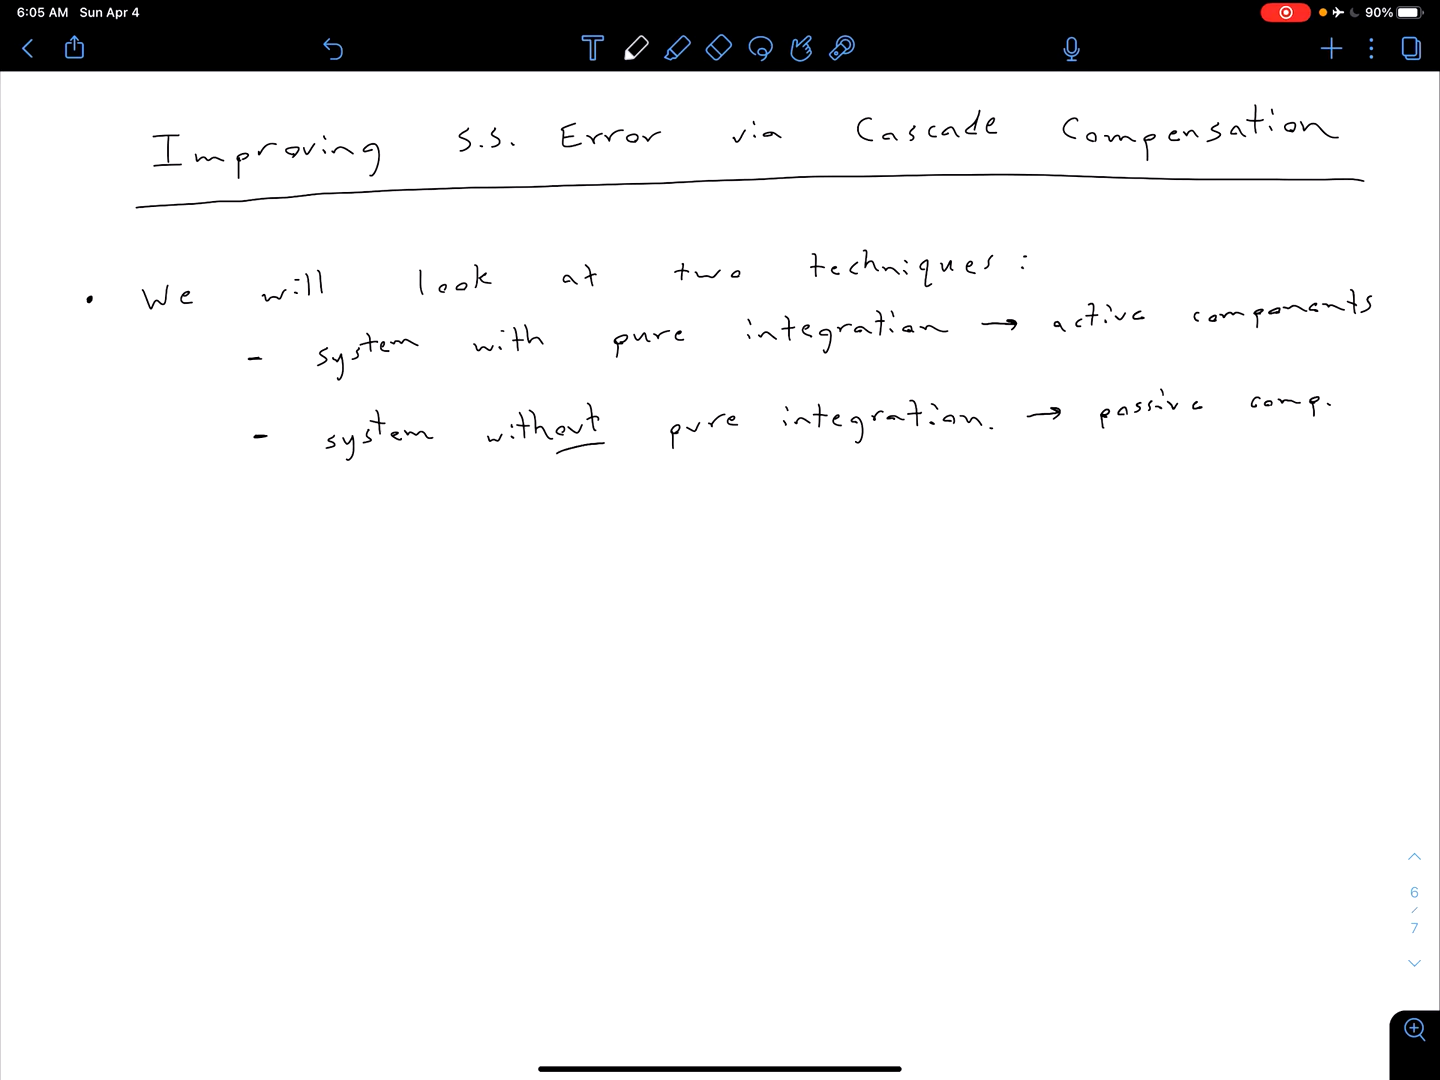 6:05 AM Sun Apr 4
90%
Improving S.S. Error via Cascade Compensation
• We will look at two techniques:
- system with pure integration → active components
- system without pure integration. → passive comp.
6
/
7